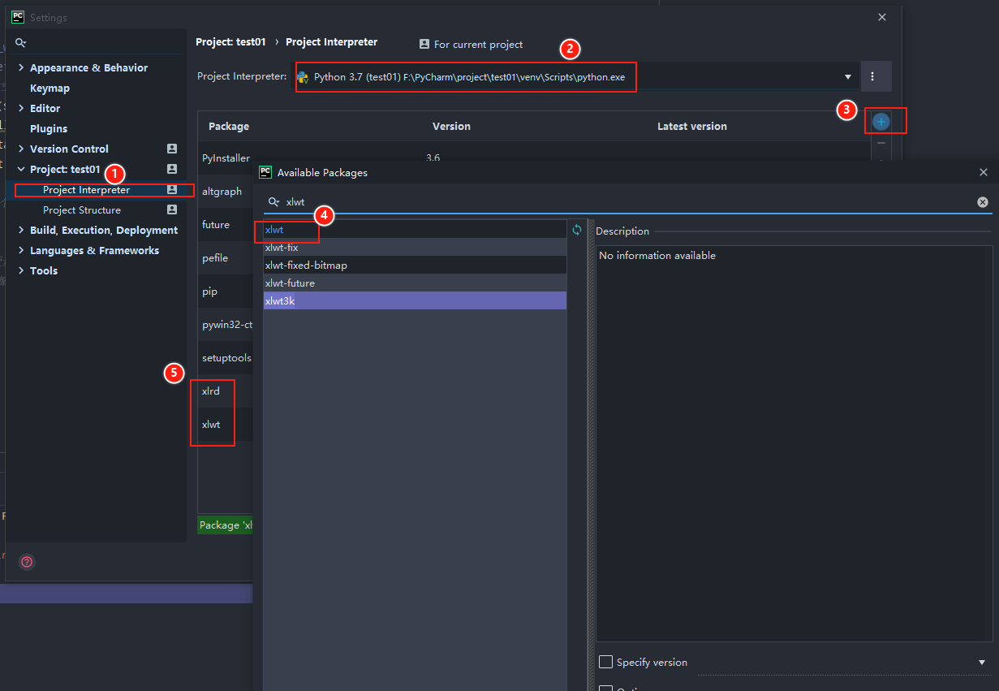 Settings
Project: test01 › Project Interpreter
For current project
2
Appearance & Behavior
Keymap
Editor
Plugins
Version Control
Project: test01
1
Project Interpreter
Project Structure
Build, Execution, Deployment
Languages & Frameworks
Tools
Project Interpreter:
Python 3.7 (test01) F:\PyCharm\project\test01\venv\Scripts\python.exe
3
Package Version Latest version
PyInstaller 3.6
altgraph
future
pefile
pip
pywin32-ct
setuptools
5
xlrd
xlwt
Package 'xl
PC
Available Packages
xlwt
4
xlwt
xlwt-fix
xlwt-fixed-bitmap
xlwt-future
xlwt3k
Description
No information available
Specify version